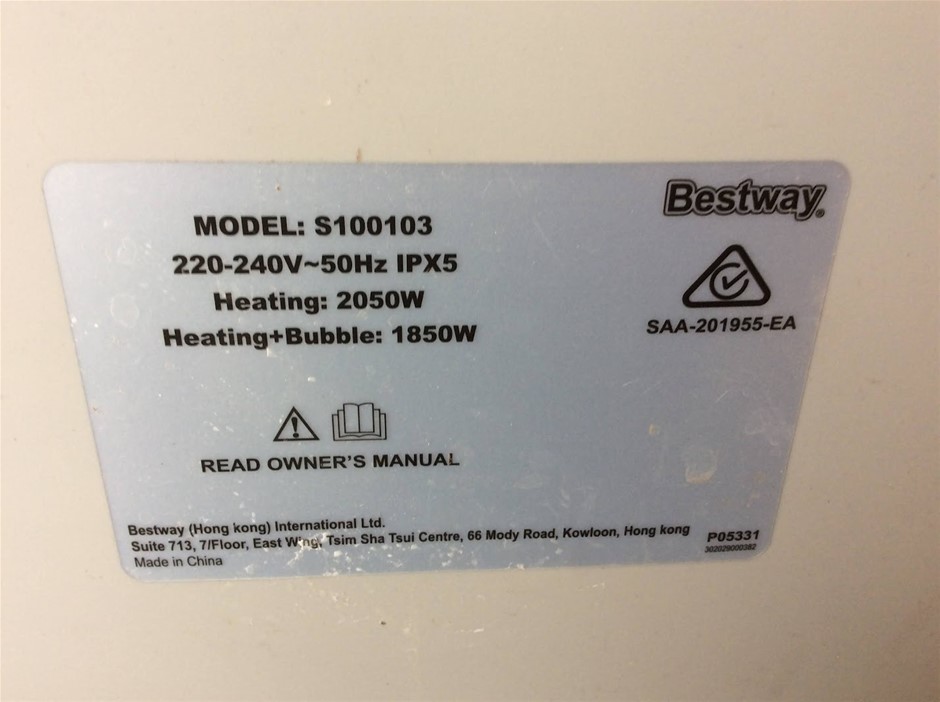 Bestway®
MODEL: S100103
220-240V~50Hz IPX5
Heating: 2050W
Heating+Bubble: 1850W
SAA-201955-EA
READ OWNER'S MANUAL
Bestway (Hong kong) International Ltd.
Suite 713, 7/Floor, East Wing, Tsim Sha Tsui Centre, 66 Mody Road, Kowloon, Hong kong
Made in China
P05331
302029000382